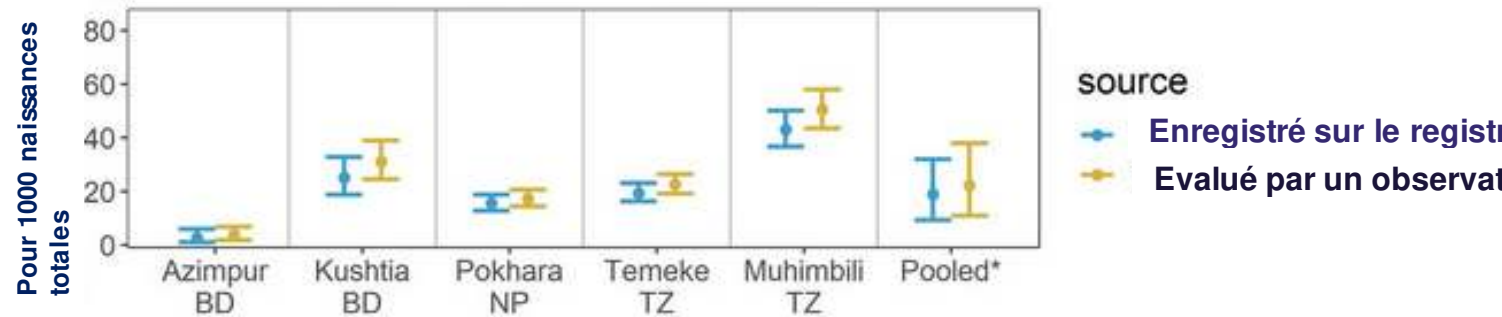 Pour 1000 naissances
totales
80
60
40
20
0
Azimpur
BD
Kushtia
BD
Pokhara
NP
Temeke
TZ
Muhimbili
TZ
Pooled*
source
Enregistré sur le registr
Evalué par un observat